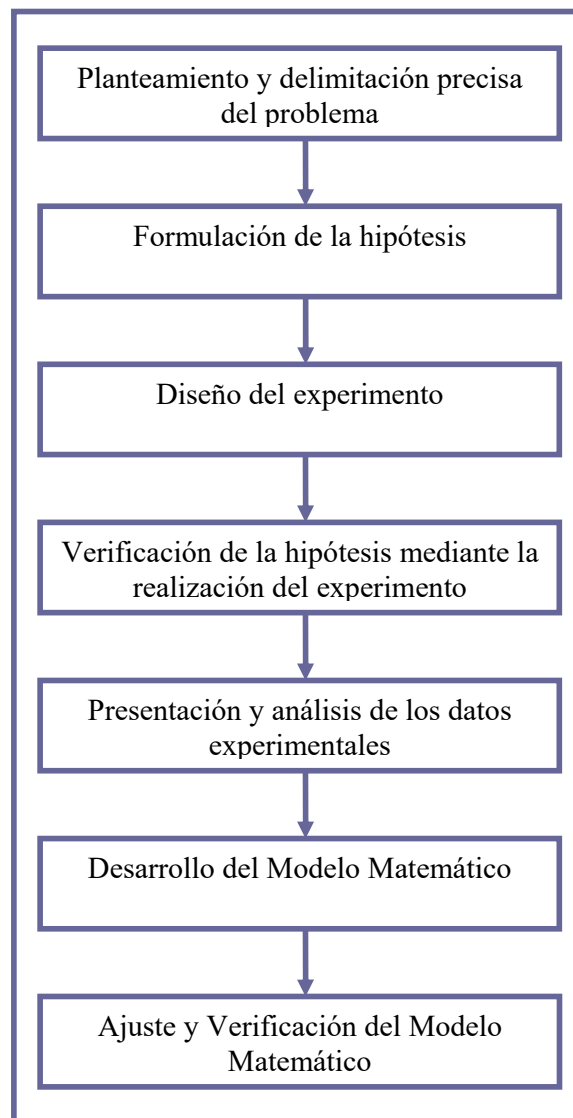 Planteamiento y delimitación precisa
del problema
Formulación de la hipótesis
Diseño del experimento
Verificación de la hipótesis mediante la
realización del experimento
Presentación y análisis de los datos
experimentales
Desarrollo del Modelo Matemático
Ajuste y Verificación del Modelo
Matemático